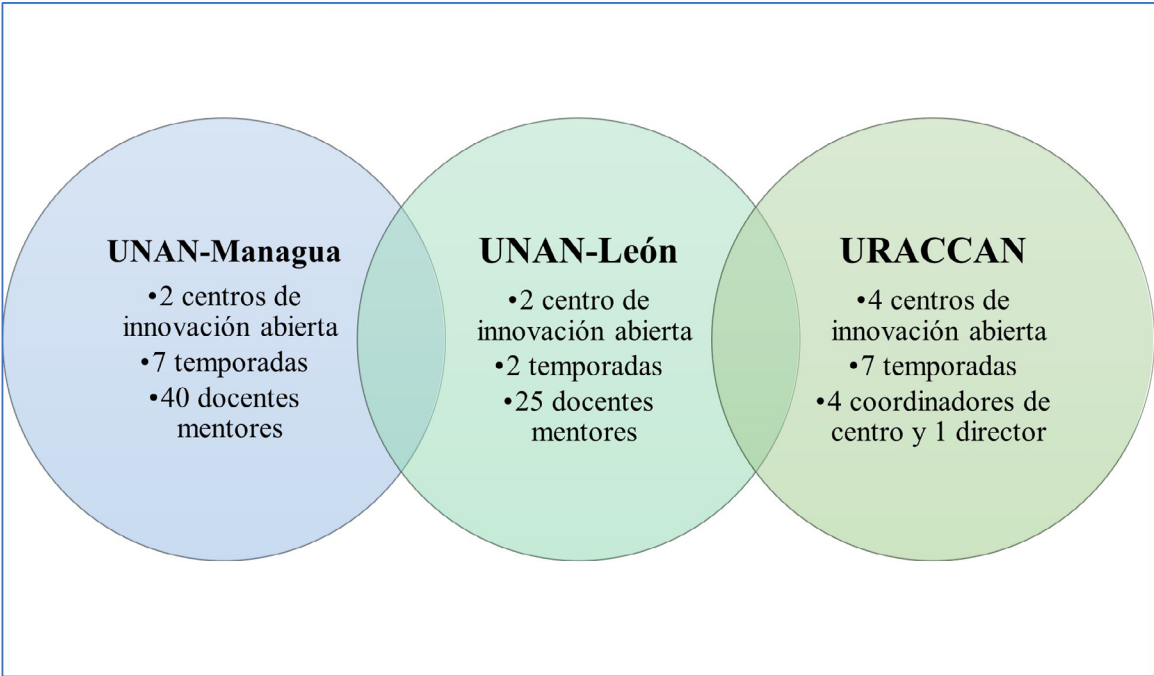 UNAN-Managua
•2 centros de
innovación abierta
•7 temporadas
•40 docentes
mentores
UNAN-León
•2 centro de
innovación abierta
•2 temporadas
•25 docentes
mentores
URACCAN
•4 centros de
innovación abierta
•7 temporadas
•4 coordinadores de
centro y 1 director